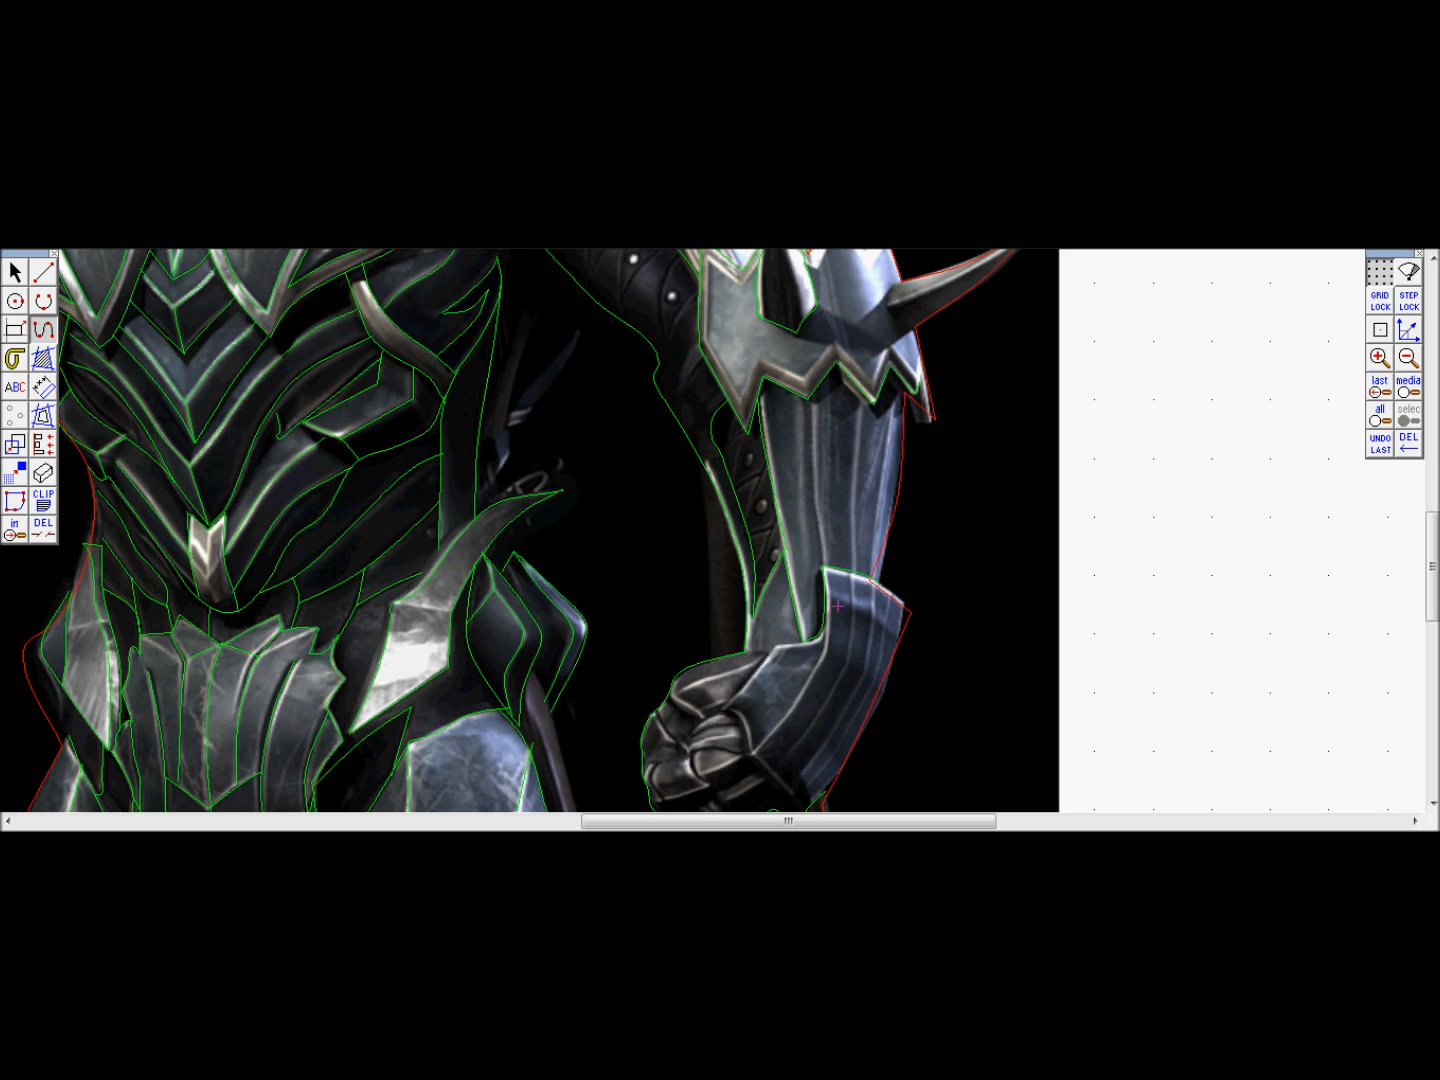 ABC
CLIP
in
DEL
GRID
LOCK
STEP
LOCK
last
media
all
selec
UNDO
LAST
DEL